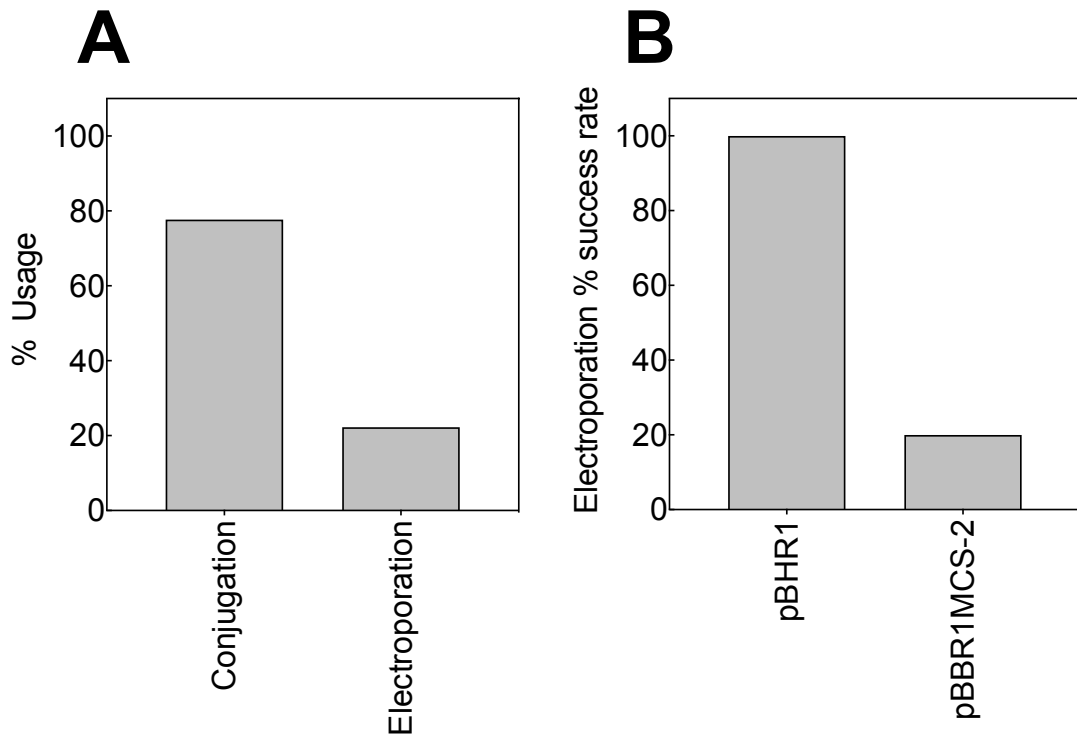 A
% Usage
100
80
60
40
20
0
Conjugation
Electroporation
B
Electroporation % success rate
100
80
60
40
20
0
pBHR1
pBBR1MCS-2